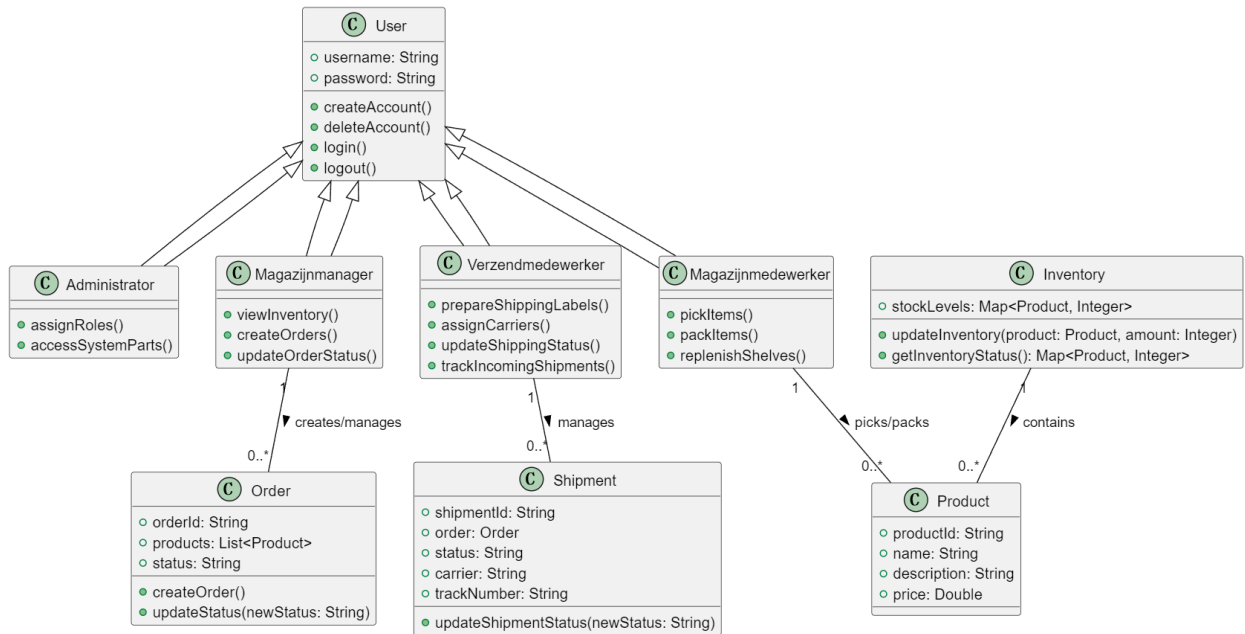 C User
username: String
password: String
createAccount()
deleteAccount()
login()
logout()
C Administrator
assignRoles()
accessSystemParts()
C Magazijnmanager
viewInventory()
createOrders()
updateOrderStatus()
C Verzendmedewerker
prepareShippingLabels()
assignCarriers()
updateShippingStatus()
trackIncomingShipments()
C Magazijnmedewerker
pickItems()
packItems()
replenishShelves()
C Inventory
stockLevels: Map<Product, Integer>
updateInventory(product: Product, amount: Integer)
getInventoryStatus(): Map<Product, Integer>
1
creates/manages
0..*
1
manages
0..*
1
picks/packs
0..*
1
contains
0..*
C Order
orderId: String
products: List<Product>
status: String
createOrder()
updateStatus(newStatus: String)
C Shipment
shipmentId: String
order: Order
status: String
carrier: String
trackNumber: String
updateShipmentStatus(newStatus: String)
C Product
productId: String
name: String
description: String
price: Double